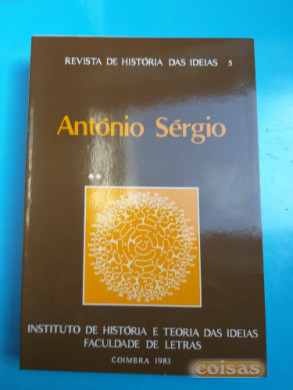 REVISTA DE HISTÓRIA DAS IDEIAS 5
António Sérgio
INSTITUTO DE HISTÓRIA E TEORIA DAS IDEIAS
FACULDADE DE LETRAS
COIMBRA 1983
coisas